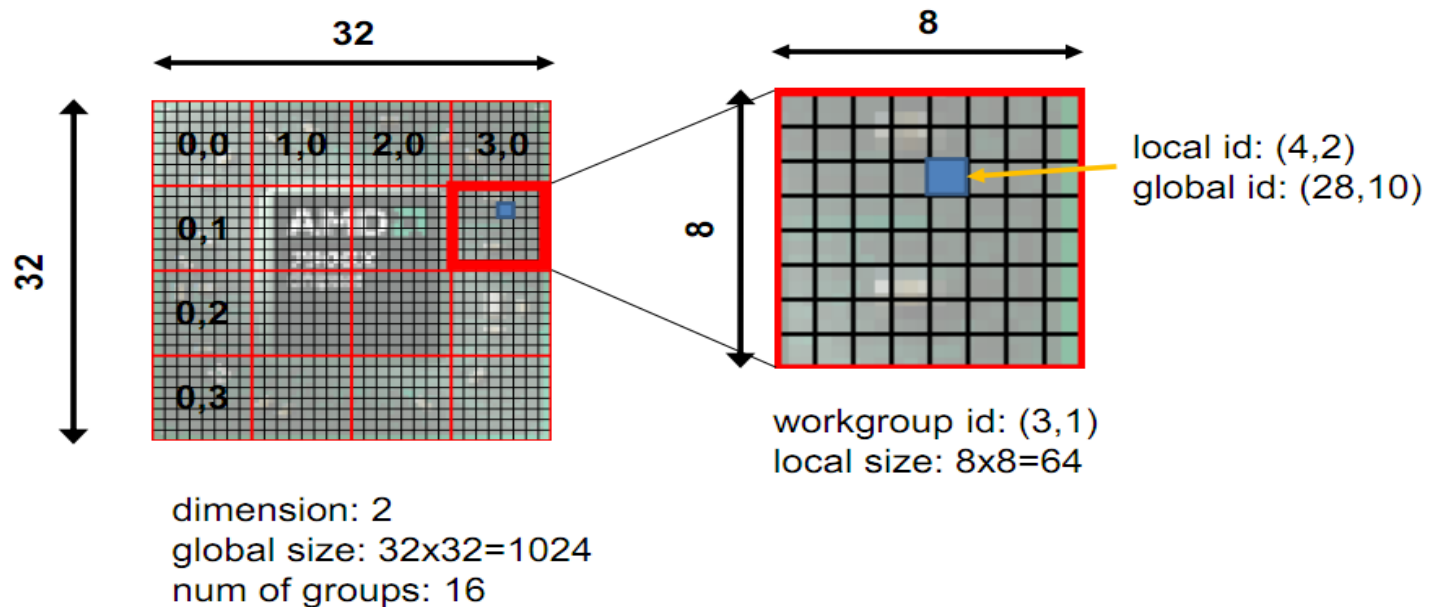 32
8
0,0 1,0 2,0 3,0
0,1
0,2
0,3
32
8
AMD
local id: (4,2)
global id: (28,10)
workgroup id: (3,1)
local size: 8x8=64
dimension: 2
global size: 32x32=1024
num of groups: 16